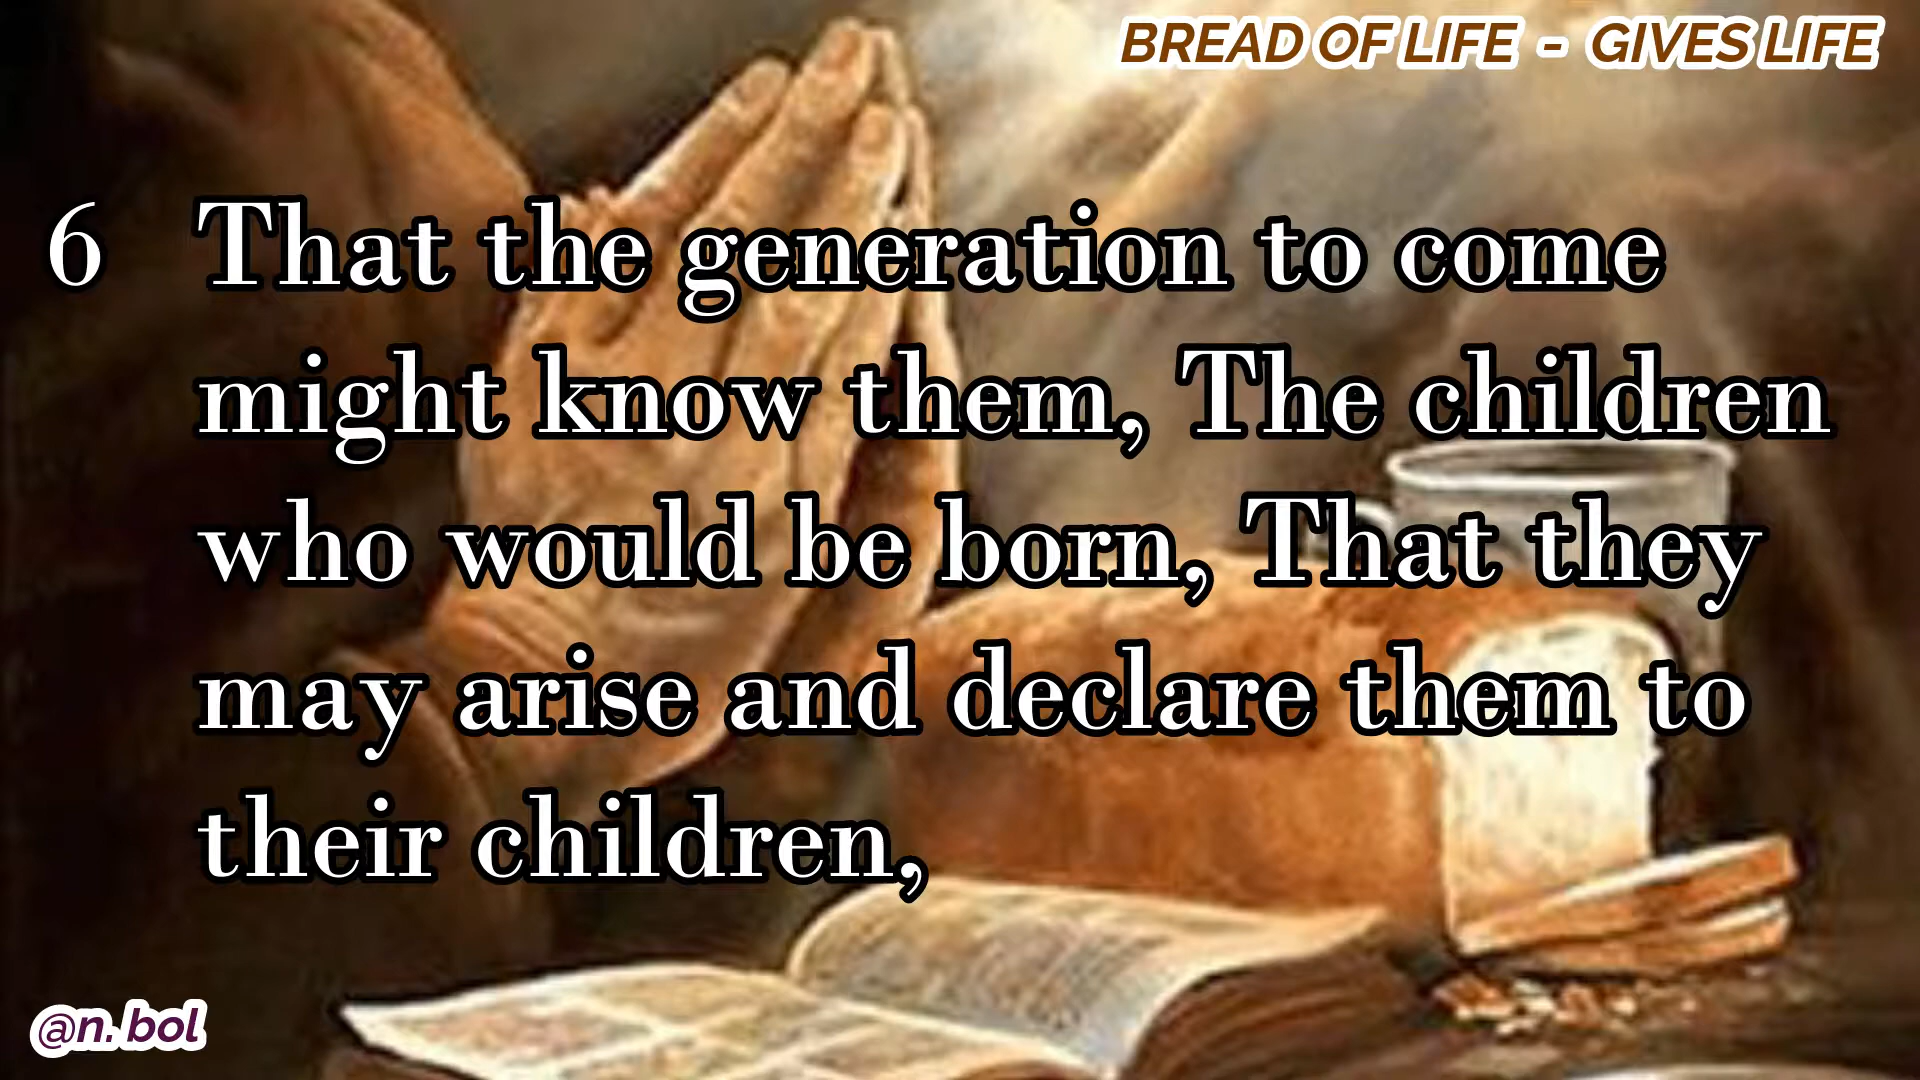 BREAD OF LIFE - GIVES LIFE
6 That the generation to come
might know them, The children
who would be born, That they
may arise and declare them to
their children,
@n. bol